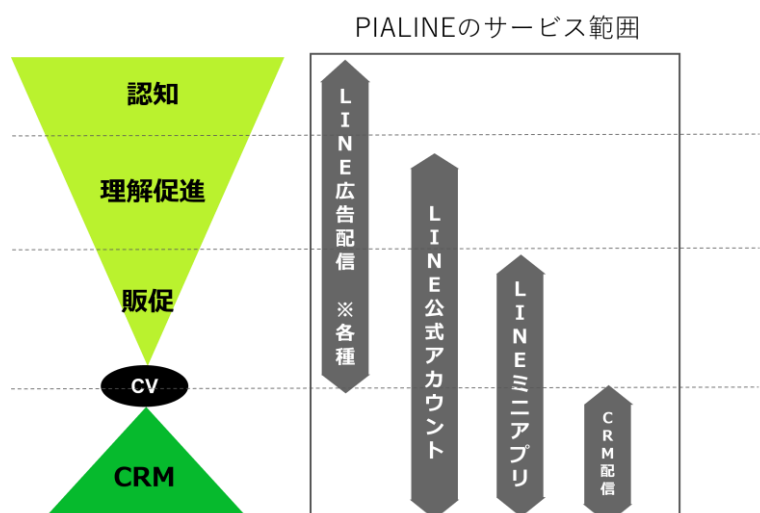 PIALINEのサービス範囲
認知
理解促進
販促
CV
CRM
LINE広告配信 ※各種
LINE公式アカウント
LINEミニアプリ
CRM配信